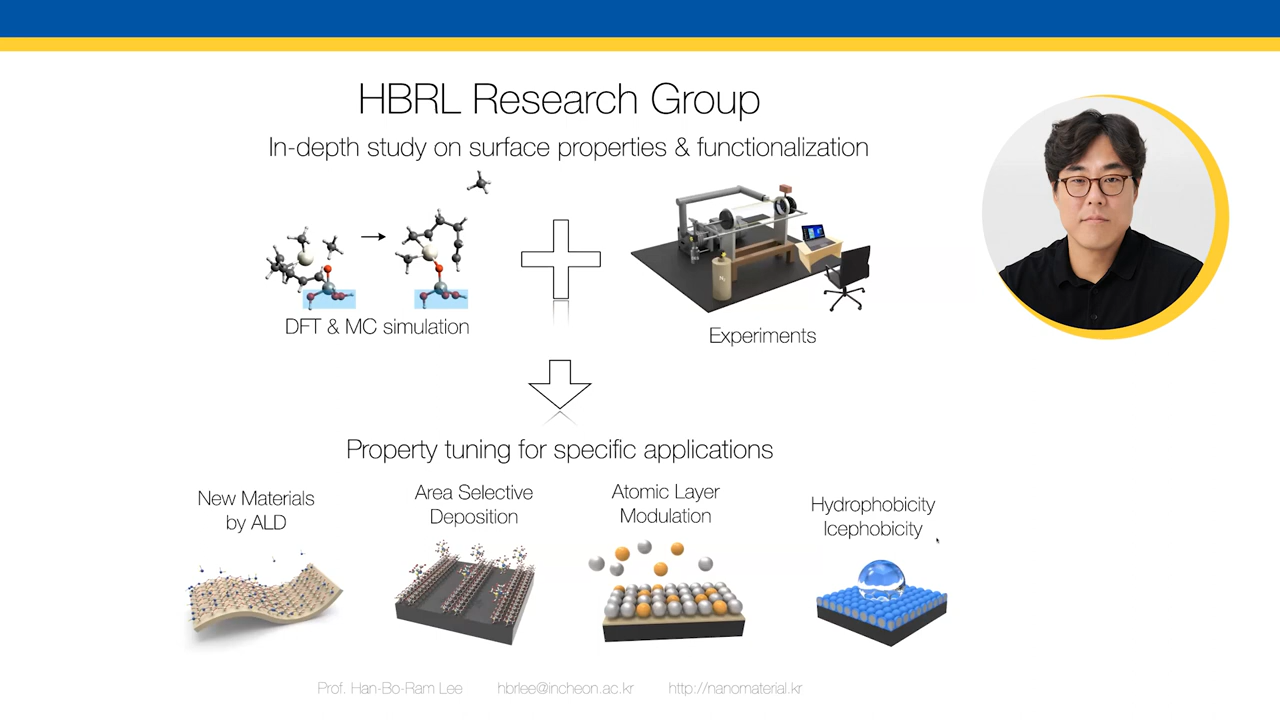 HBRL Research Group
In-depth study on surface properties & functionalization
DFT & MC simulation
Experiments
Property tuning for specific applications
New Materials
by ALD
Area Selective
Deposition
Atomic Layer
Modulation
Hydrophobicity
Icephobicity
Prof. Han-Bo-Ram Lee hbrlee@incheon.ac.kr http://nanomaterial.kr